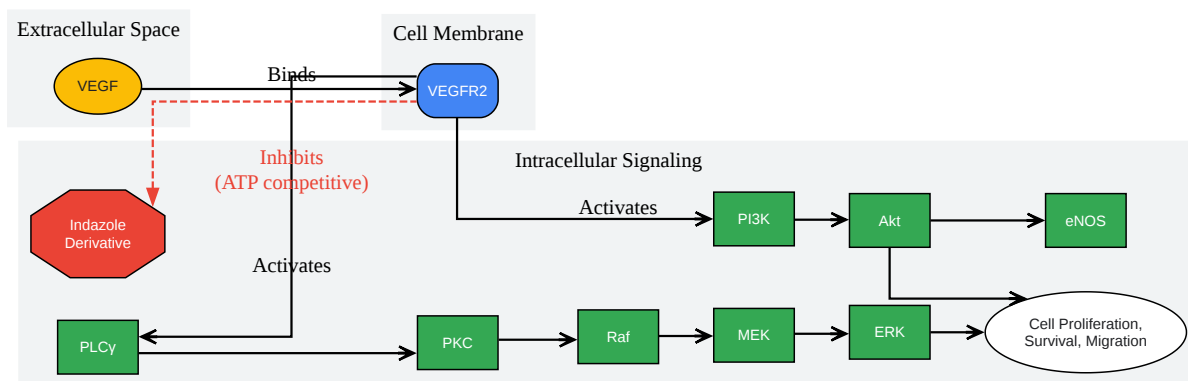 Extracellular Space
Cell Membrane
VEGF
Binds
VEGFR2
Inhibits
(ATP competitive)
Intracellular Signaling
Indazole
Derivative
Activates
PI3K
Akt
eNOS
Activates
PLCγ
PKC
Raf
MEK
ERK
Cell Proliferation,
Survival, Migration